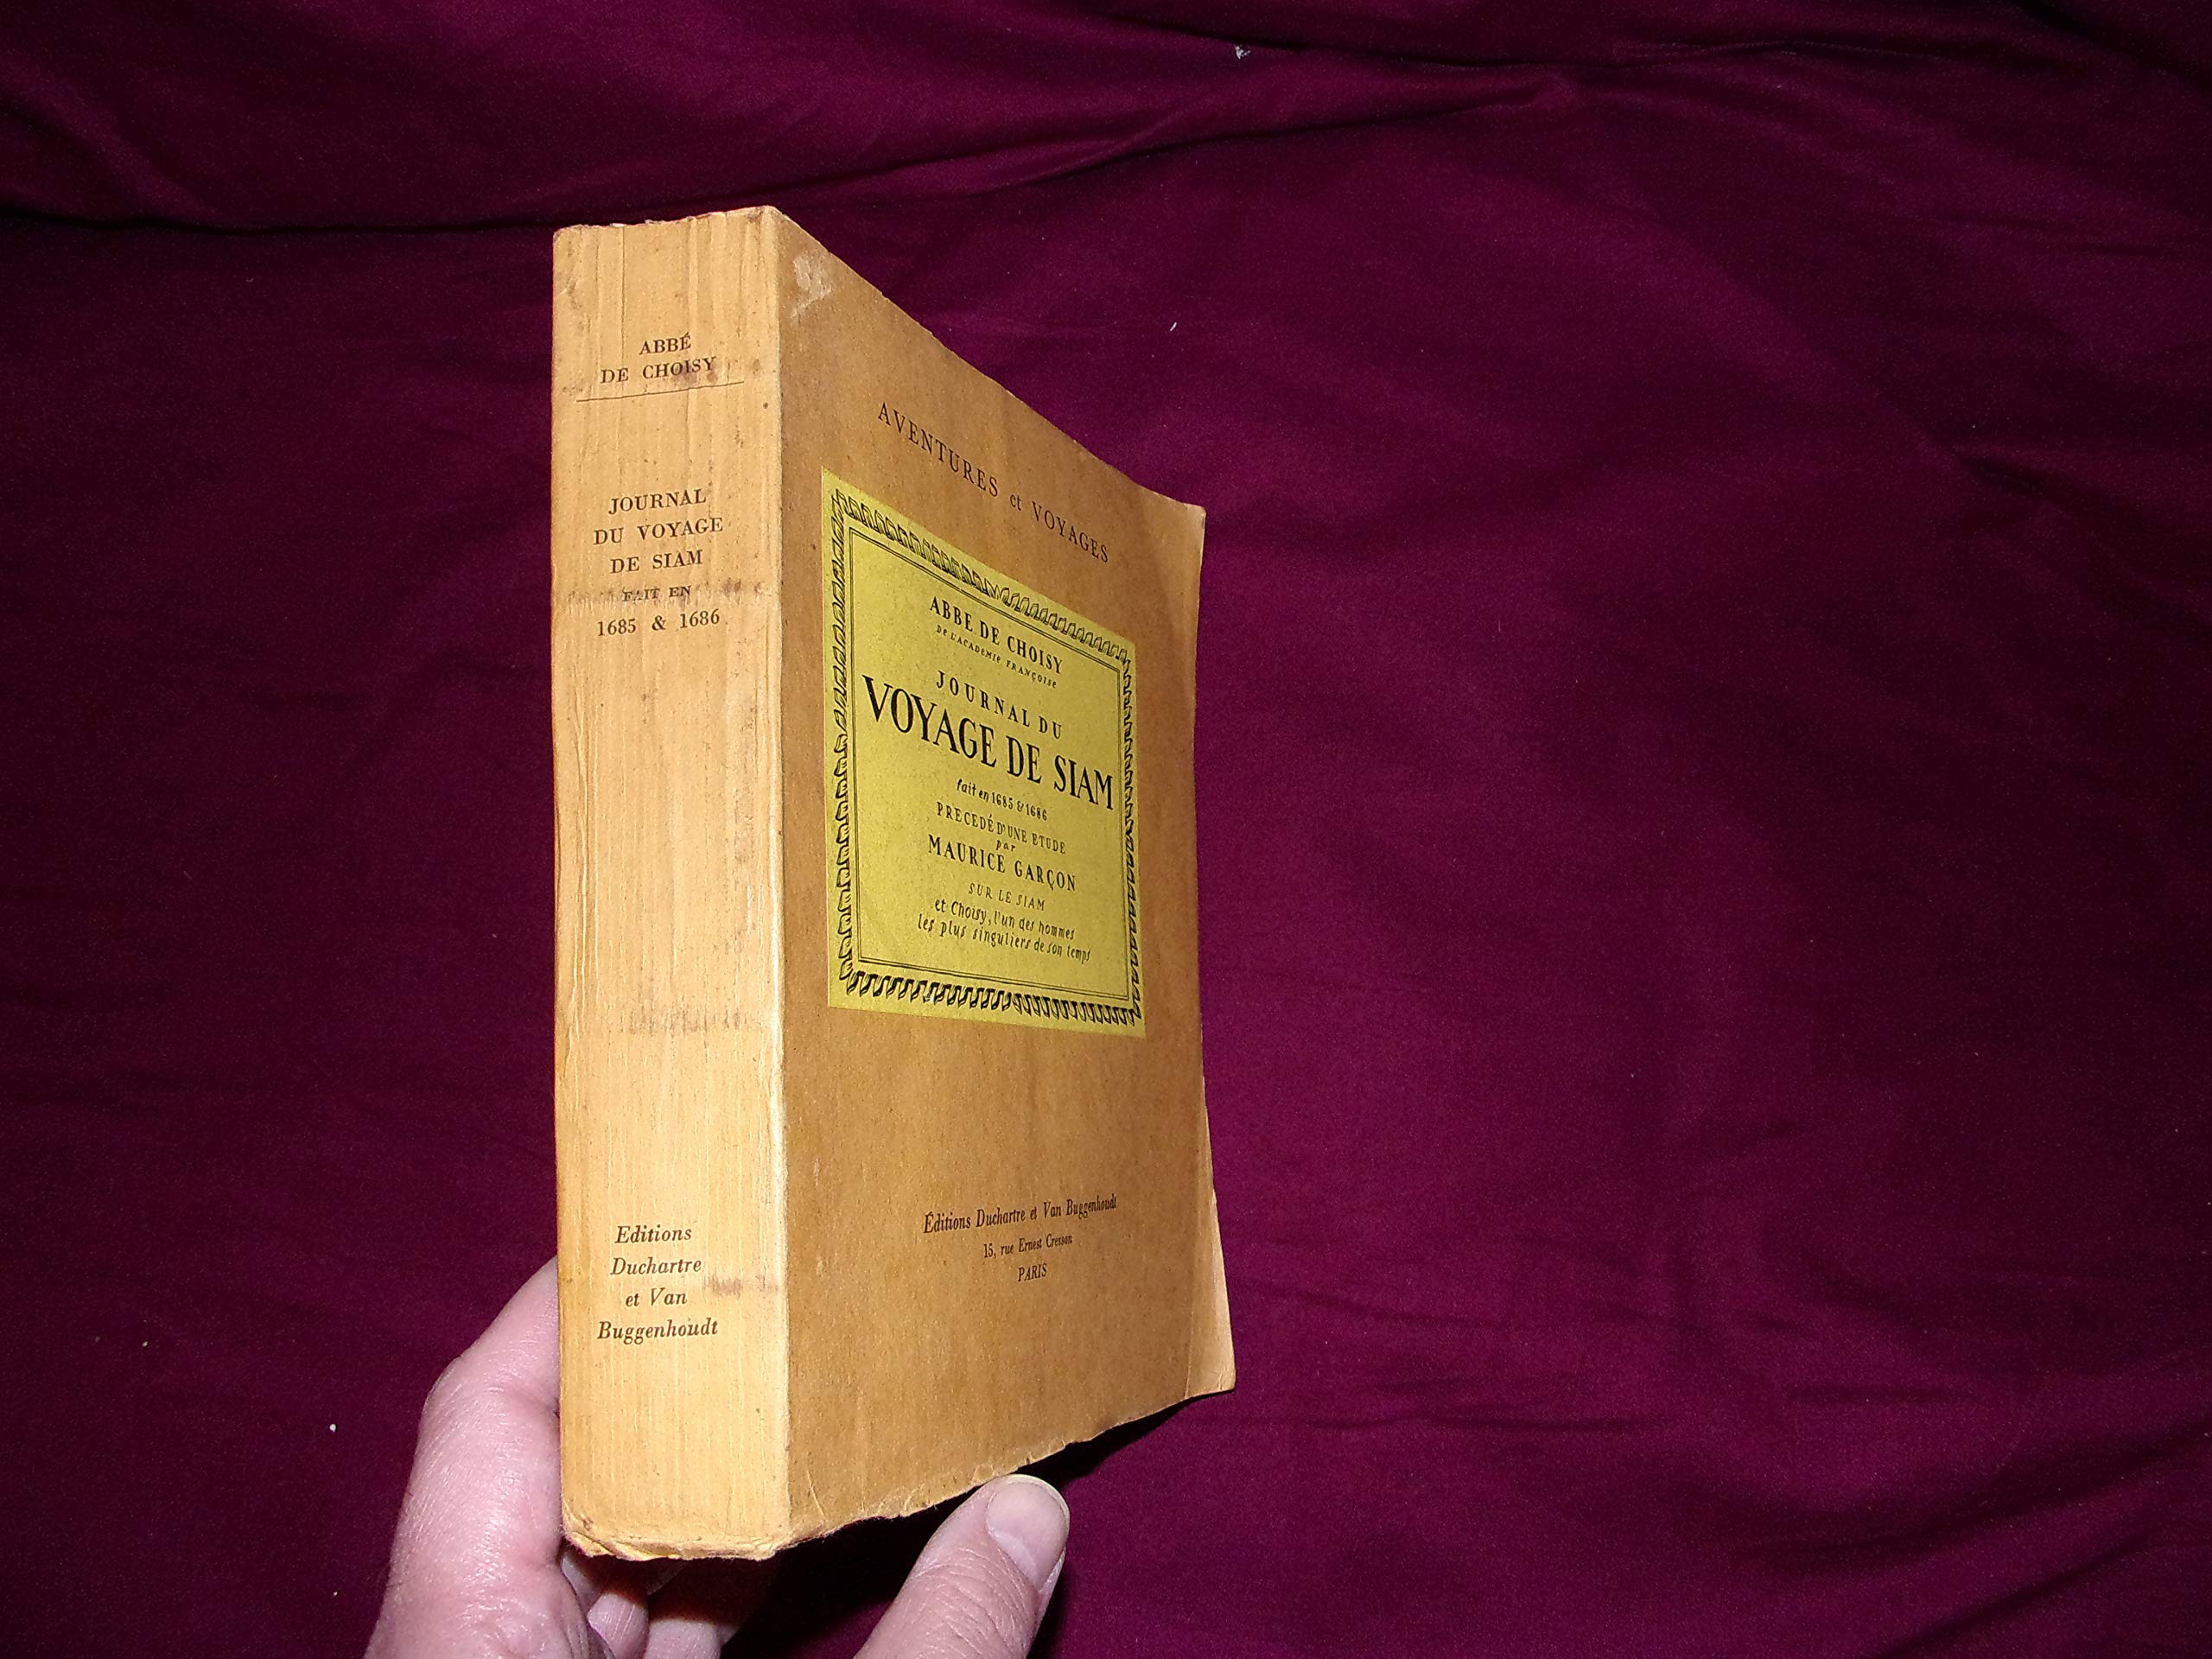 ABBÉ
DE CHOISY
JOURNAL
DU VOYAGE
DE SIAM
FAIT EN
1685 & 1686
Editions
Duchartre
et Van
Buggenhoudt
AVENTURES et VOYAGES
ABBE DE CHOISY
De L'ACADEMIE FRANÇOISE
JOURNAL DU
VOYAGE DE SIAM
fait en 1685 & 1686
PRECEDÉ D'UNE ETUDE
par
MAURICE GARÇON
SUR LE SIAM
et Choisy, l'un des hommes
les plus singuliers de son temps
Éditions Duchartre et Van Buggenhoudt
15, rue Ernest Cresson
PARIS